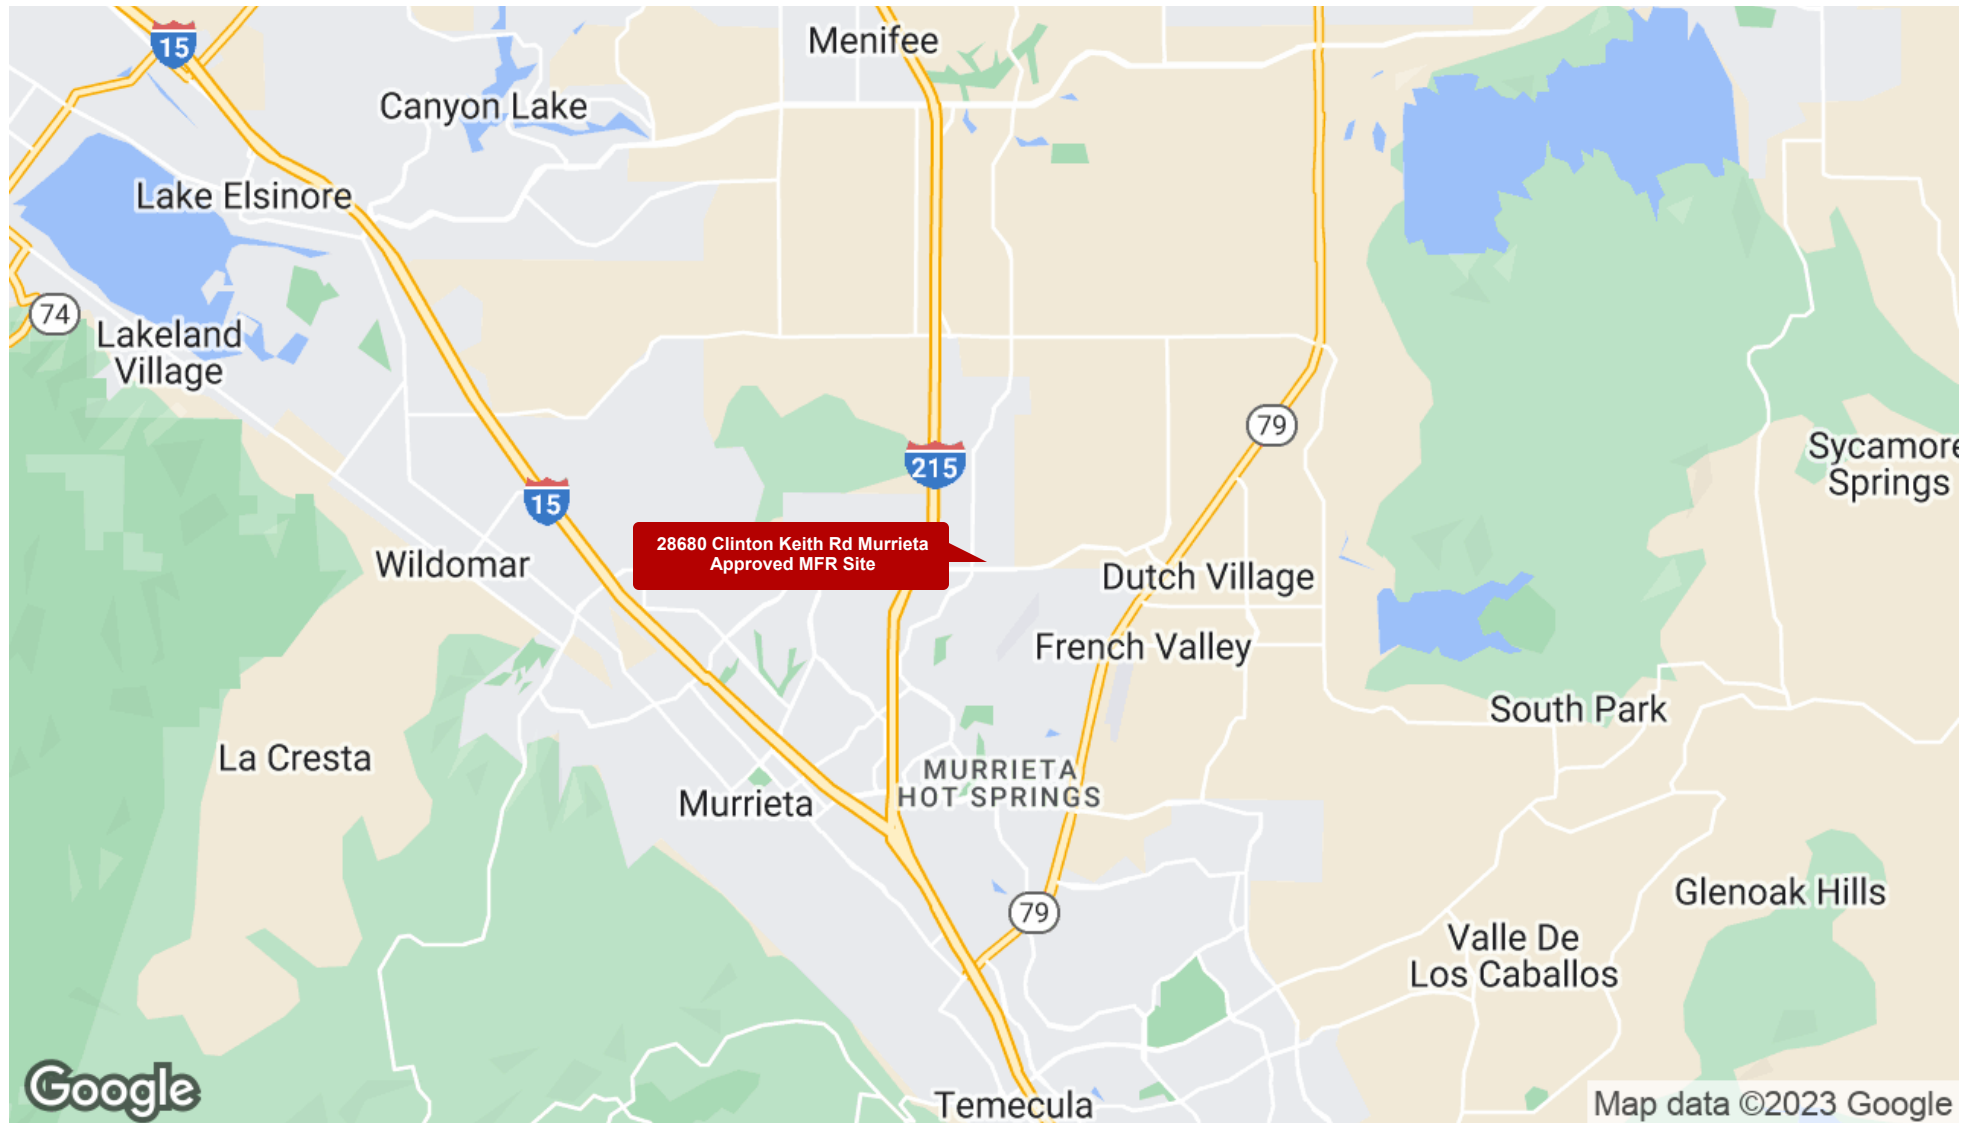 15
Menifee
Canyon Lake
Lake Elsinore
74
Lakeland
Village
79
Sycamore
Springs
215
15
28680 Clinton Keith Rd Murrieta
Approved MFR Site
Wildomar
Dutch Village
French Valley
South Park
La Cresta
MURRIETA
HOT SPRINGS
Murrieta
Glenoak Hills
79
Valle De
Los Caballos
Google
Temecula
Map data ©2023 Google